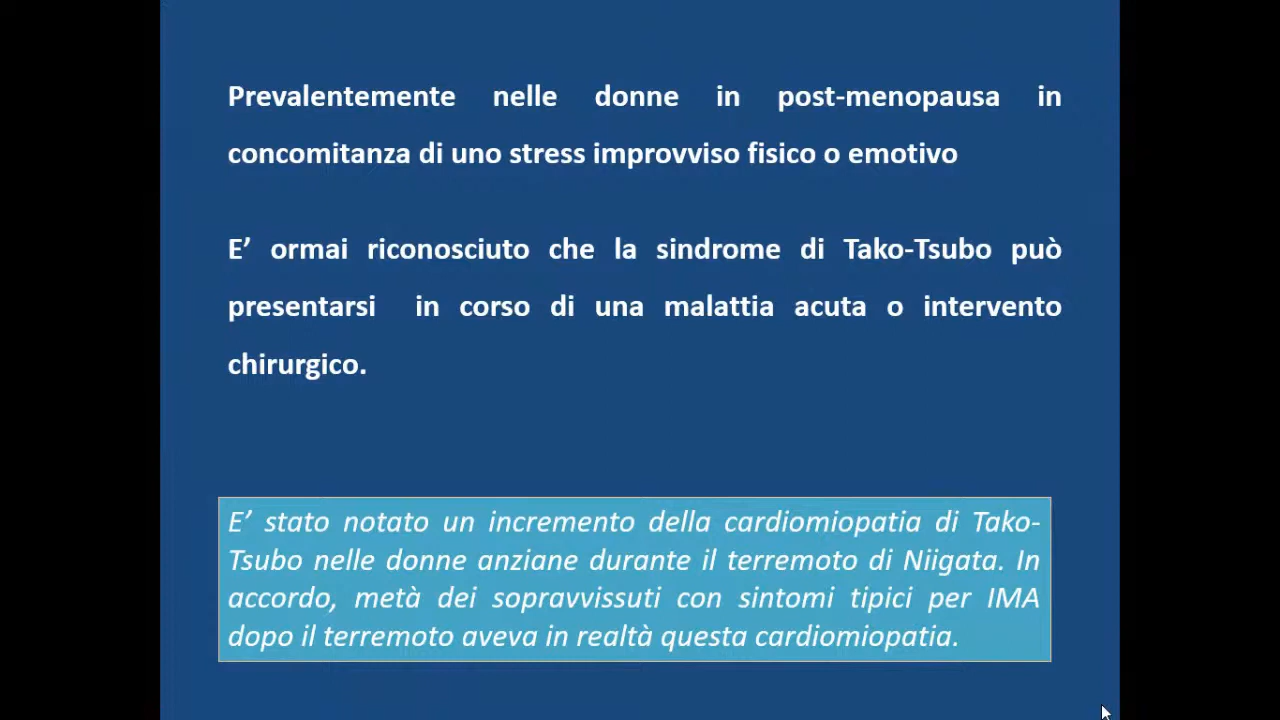 Prevalentemente nelle donne in post-menopausa in
concomitanza di uno stress improvviso fisico o emotivo
E’ ormai riconosciuto che la sindrome di Tako-Tsubo può
presentarsi in corso di una malattia acuta o intervento
chirurgico.
E’ stato notato un incremento della cardiomiopatia di Tako-
Tsubo nelle donne anziane durante il terremoto di Niigata. In
accordo, metà dei sopravvissuti con sintomi tipici per IMA
dopo il terremoto aveva in realtà questa cardiomiopatia.